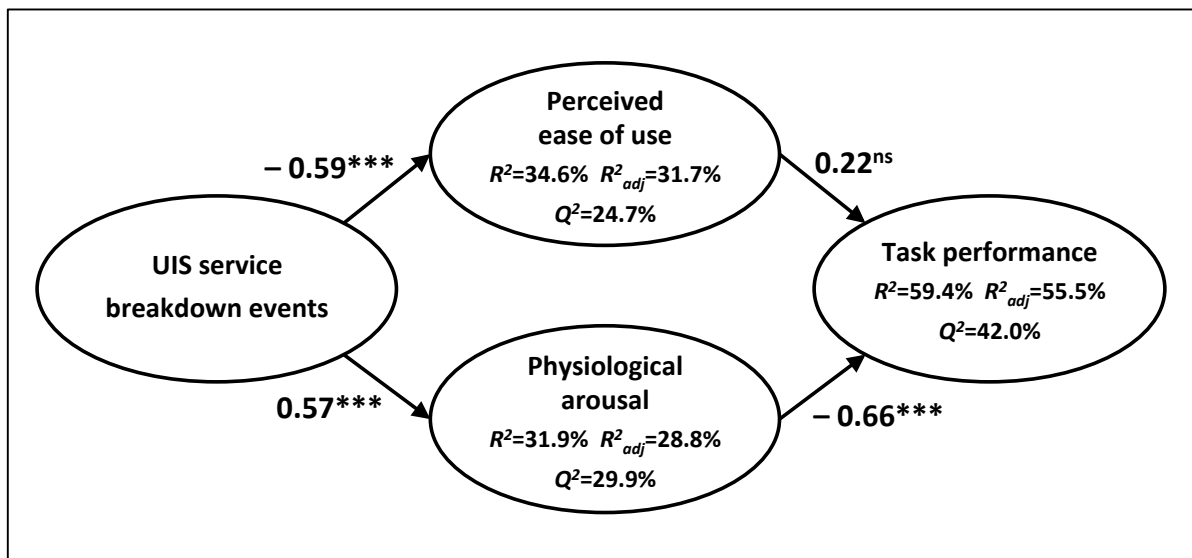 Perceived
ease of use
R²=34.6% R²adj=31.7%
Q²=24.7%
– 0.59***
0.22ns
UIS service
breakdown events
Task performance
R²=59.4% R²adj=55.5%
Q²=42.0%
Physiological
arousal
R²=31.9% R²adj=28.8%
Q²=29.9%
0.57***
– 0.66***